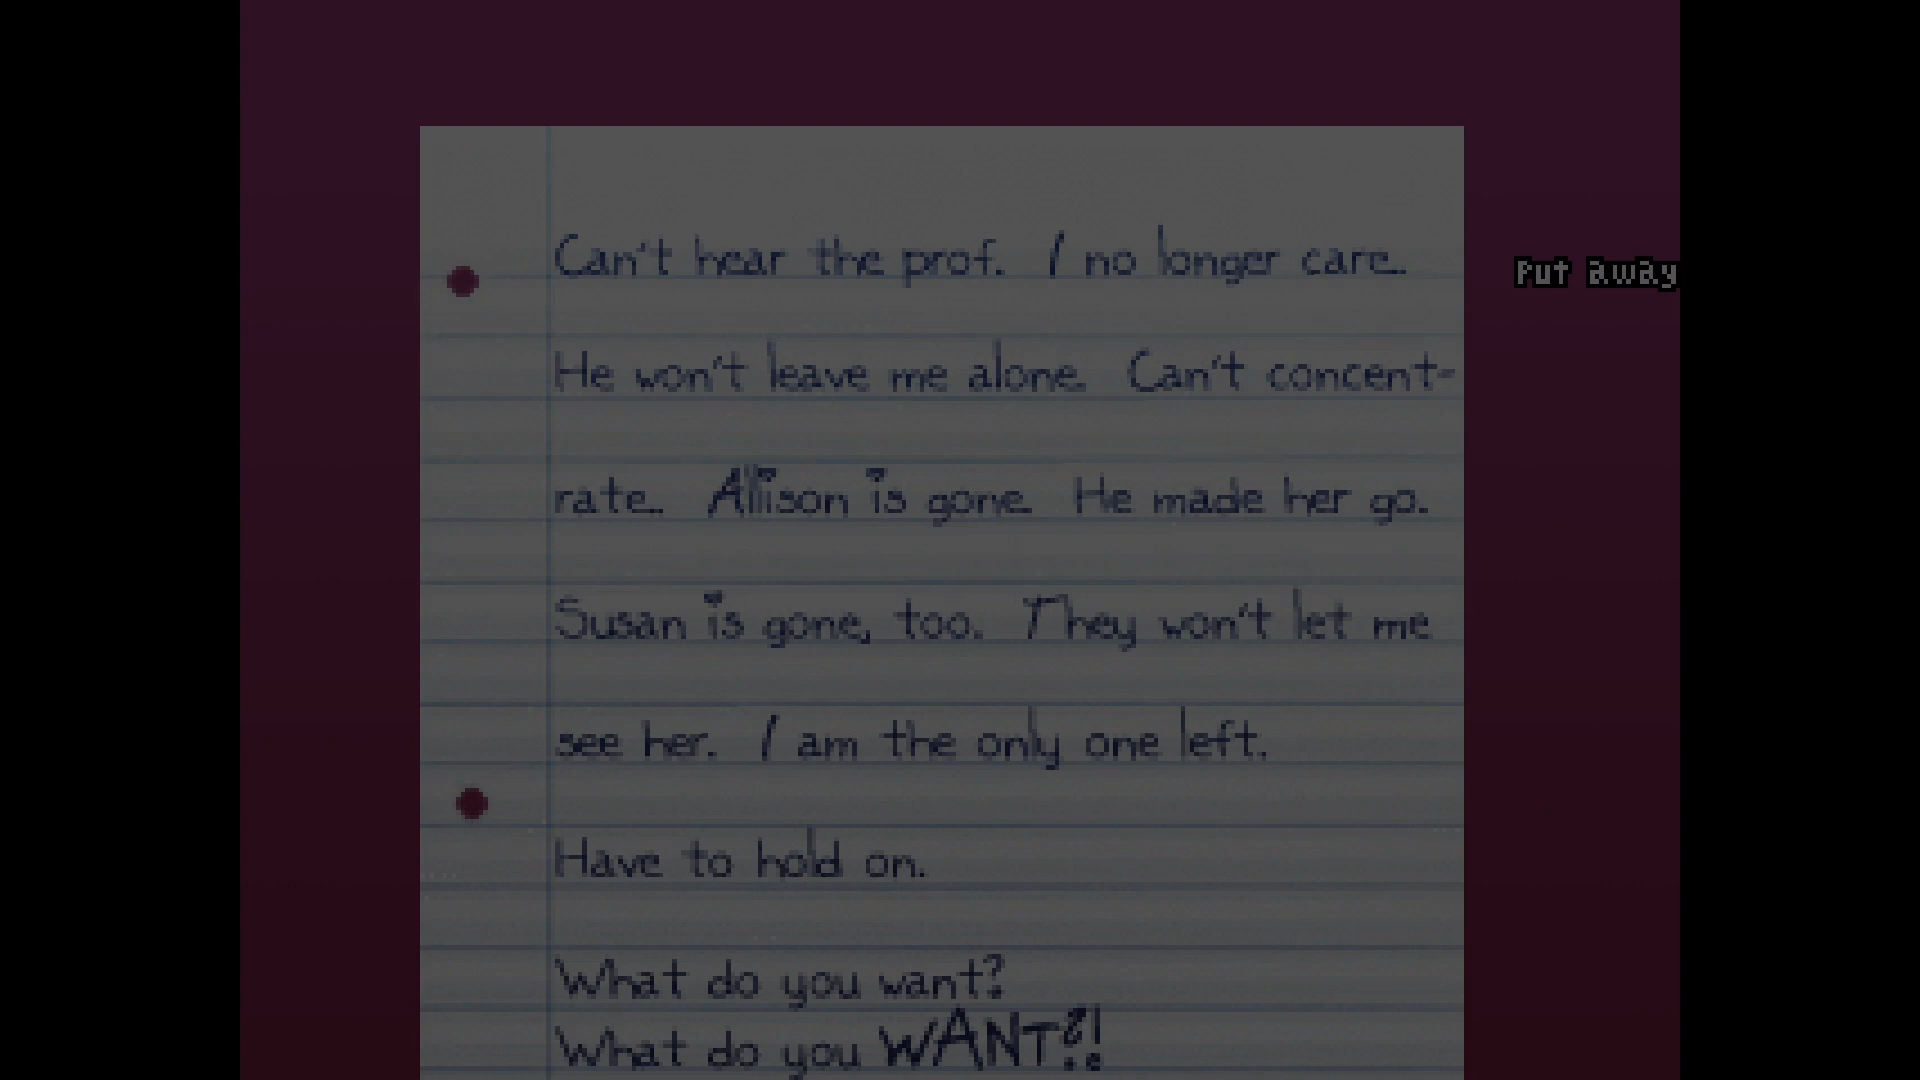 Can't hear the prof. I no longer care.
Put away
He won't leave me alone. Can't concent-
rate. Allison is gone. He made her go.
Susan is gone, too. They won't let me
see her. I am the only one left.
Have to hold on.
What do you want?
What do you WANT?!